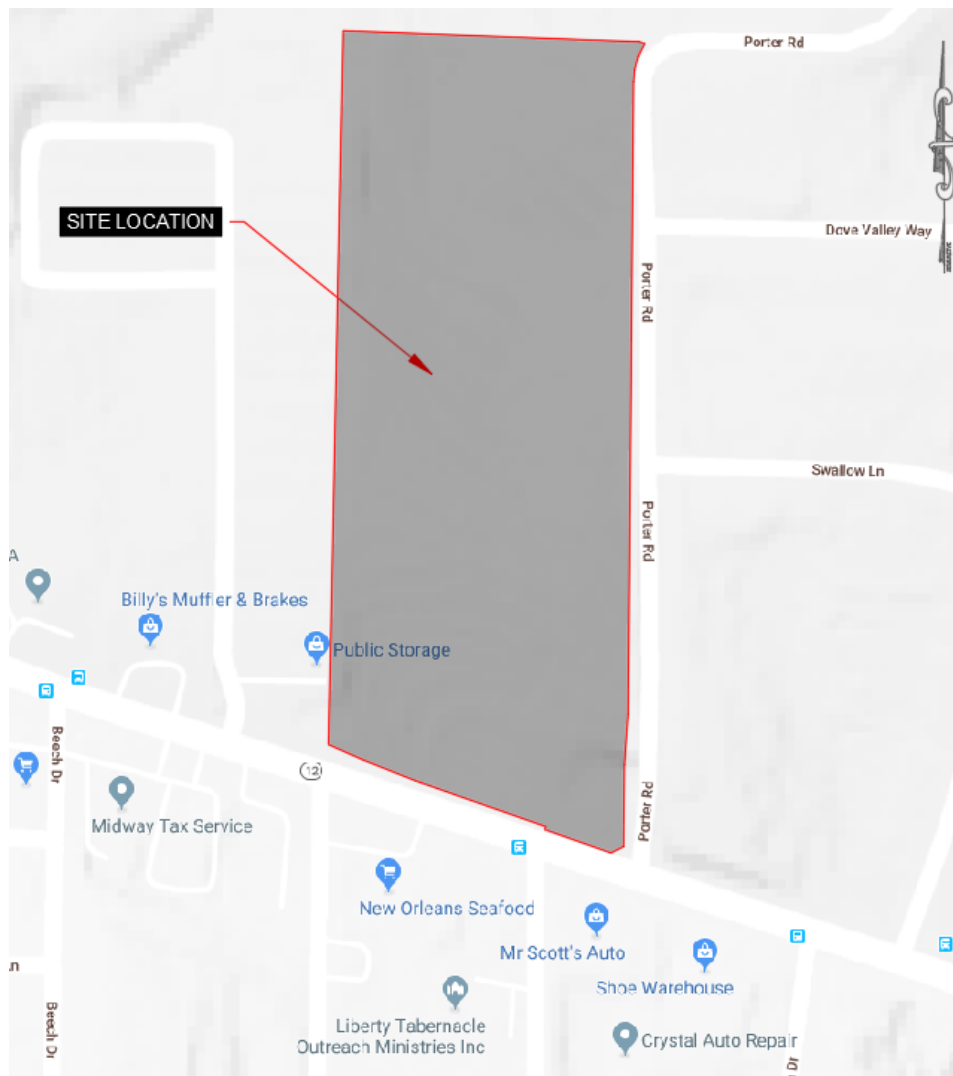 Porter Rd
SITE LOCATION
Dove Valley Way
Porter Rd
Swallow Ln
Porter Rd
A
Billy's Muffler & Brakes
Public Storage
Beech Dr
12
Midway Tax Service
Porter Rd
New Orleans Seafood
Mr Scott's Auto
Shoe Warehouse
Ln
Beech Dr
Liberty Tabernacle
Outreach Ministries Inc
Crystal Auto Repair
Dr